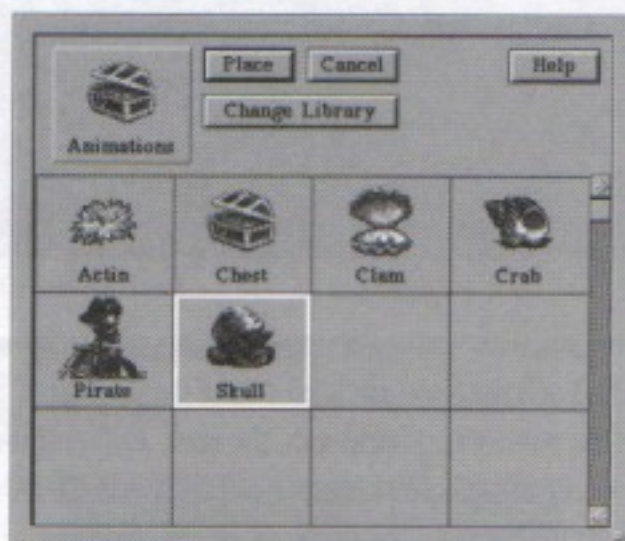 Place Cancel Help
Change Library
Animations
Actin Chest Clam Crab
Pirate Skull